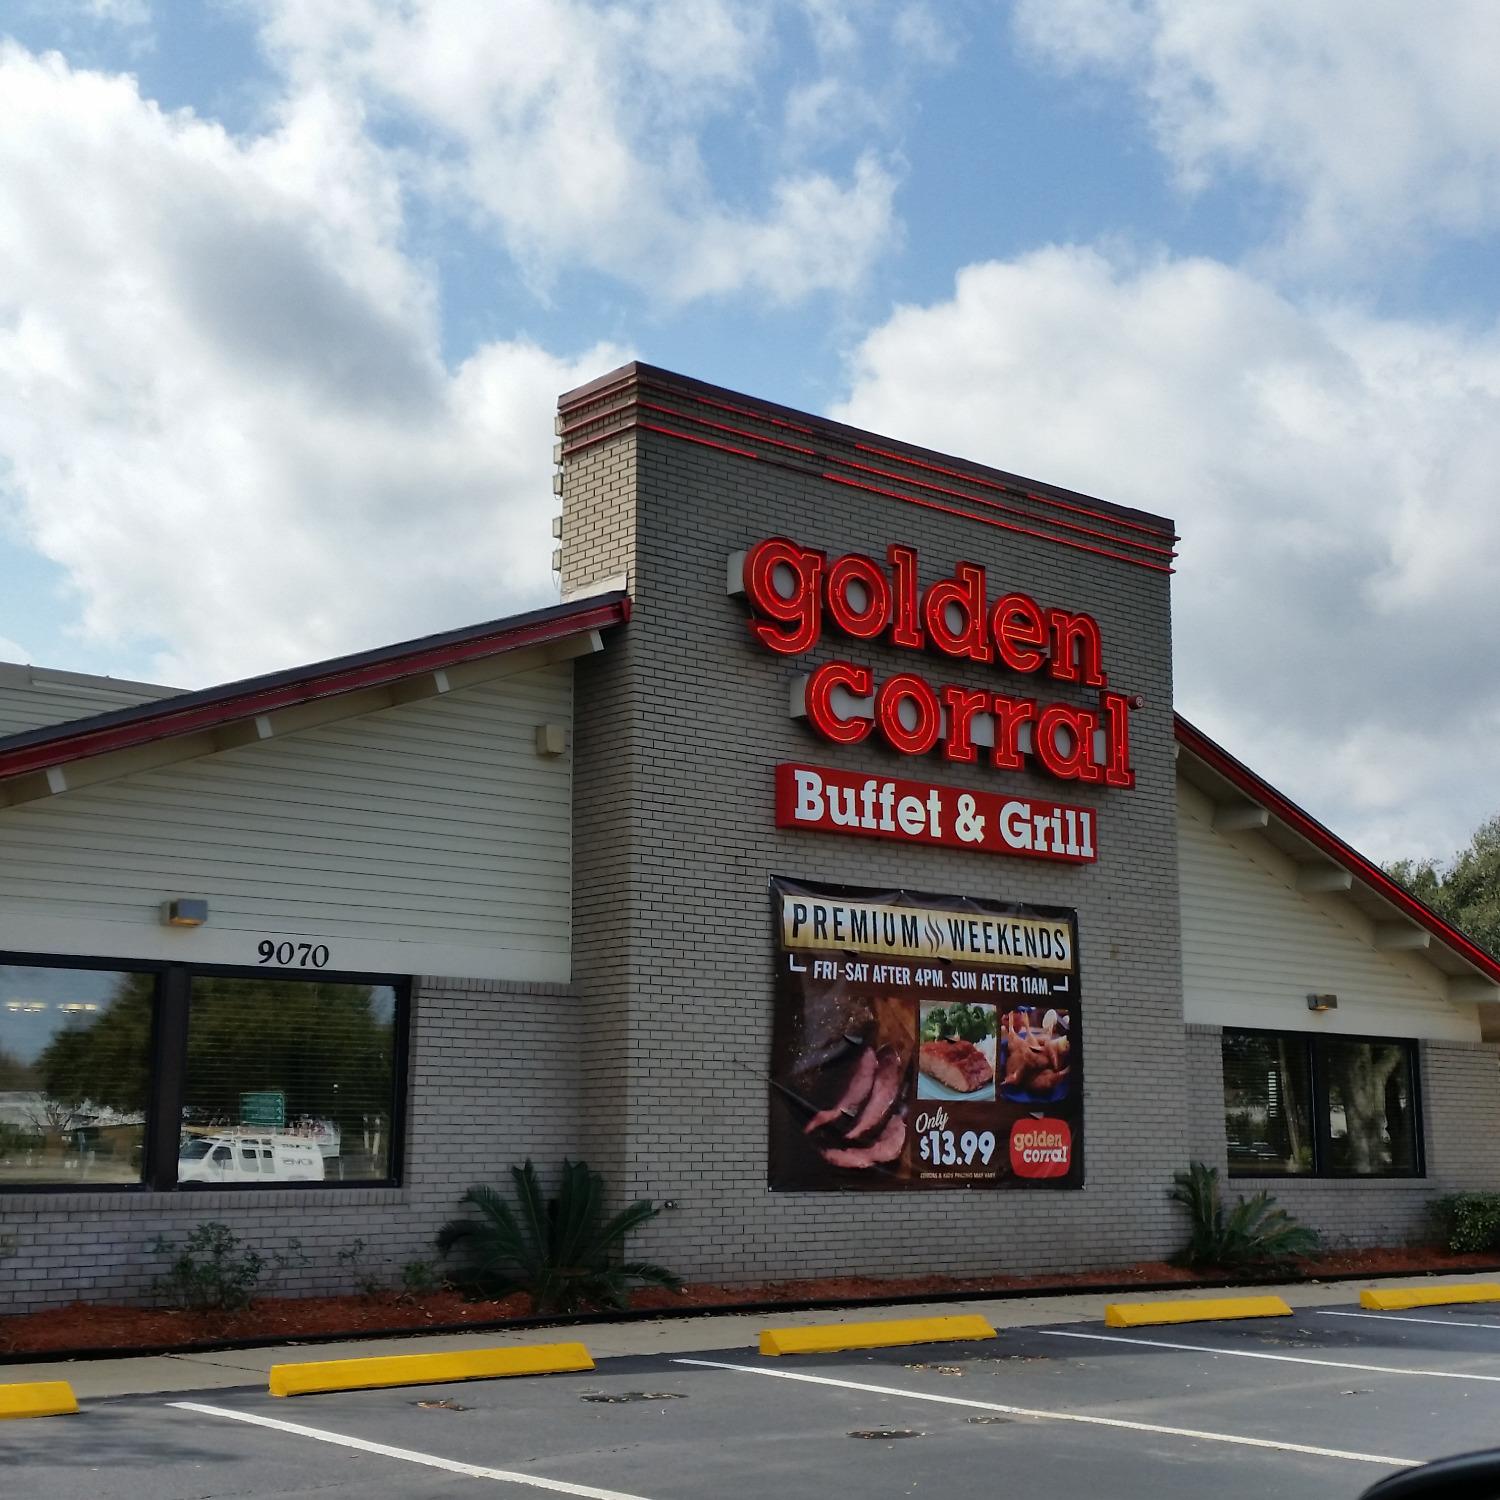 golden
corral
Buffet & Grill
PREMIUM WEEKENDS
FRI-SAT AFTER 4PM. SUN AFTER 11AM.
Only
$13.99
golden
corral
9070